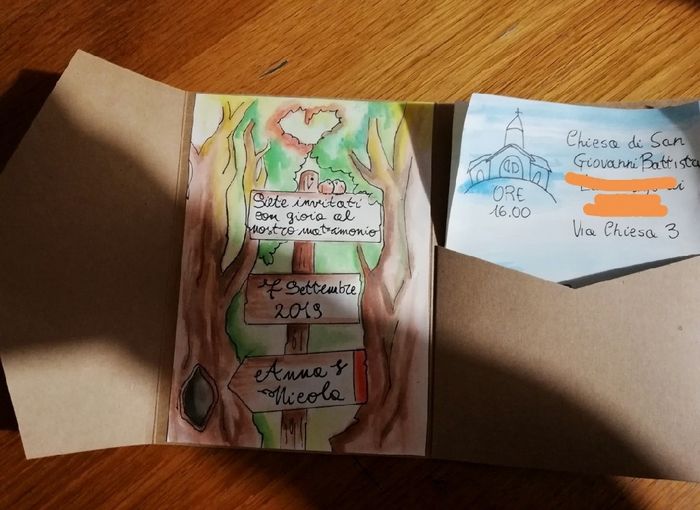 Siete invitati
con gioia al
nostro matrimonio
7 Settembre
2019
Anna &
Nicola
ORE
16.00
Chiesa di San
Giovanni Battista
Via Chiesa 3